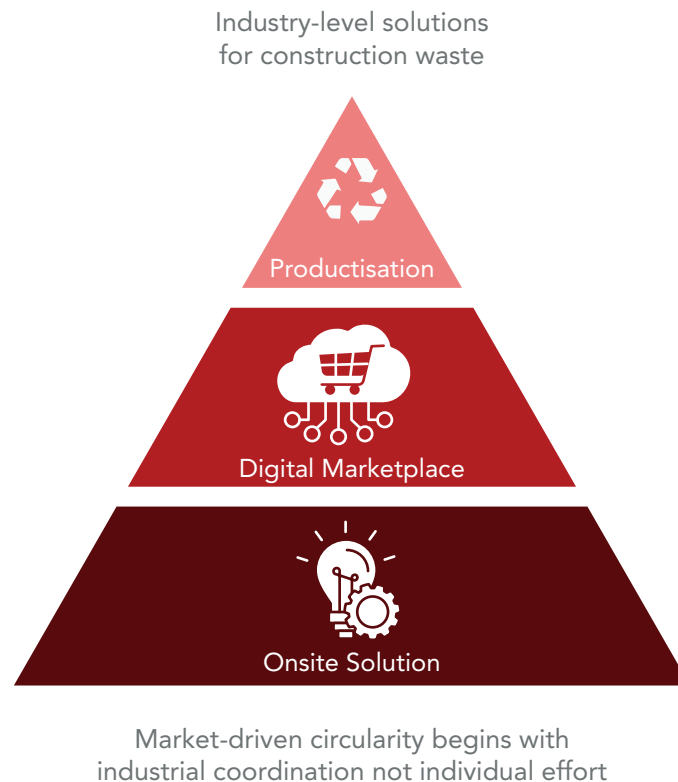 Industry-level solutions
for construction waste
Productisation
Digital Marketplace
Onsite Solution
Market-driven circularity begins with
industrial coordination not individual effort